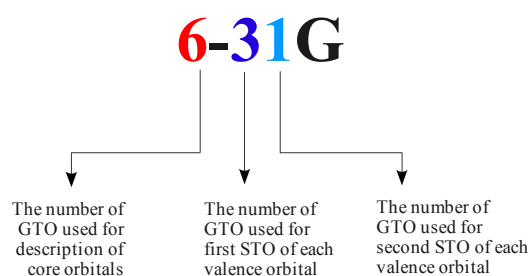 6-31G
The number of
GTO used for
description of
core orbitals
The number of
GTO used for
first STO of each
valence orbital
The number of
GTO used for
second STO of each
valence orbital